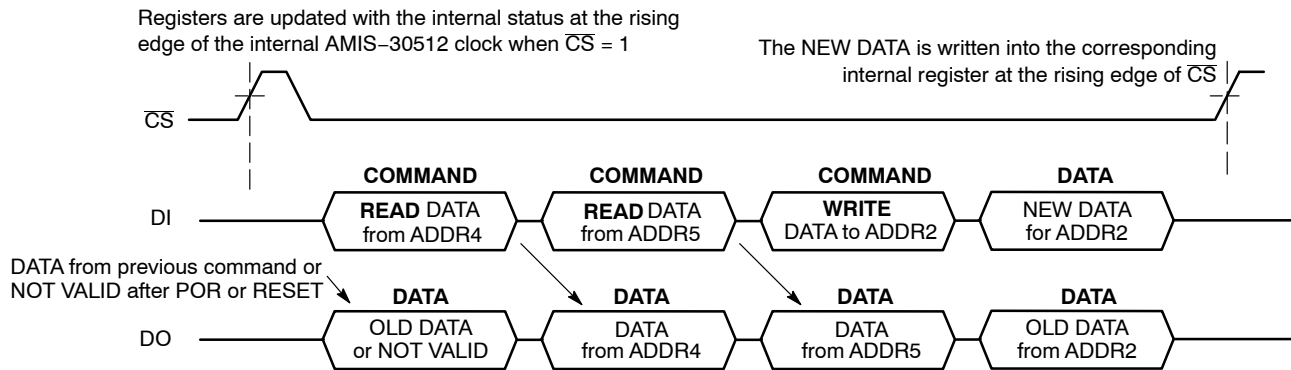 Registers are updated with the internal status at the rising
edge of the internal AMIS−30512 clock when C̅S̅ = 1
The NEW DATA is written into the corresponding
internal register at the rising edge of C̅S̅
C̅S̅
COMMAND COMMAND COMMAND DATA
DI
READ DATA
from ADDR4
READ DATA
from ADDR5
WRITE
DATA to ADDR2
NEW DATA
for ADDR2
DATA from previous command or
NOT VALID after POR or RESET
DATA DATA DATA DATA
DO
OLD DATA
or NOT VALID
DATA
from ADDR4
DATA
from ADDR5
OLD DATA
from ADDR2